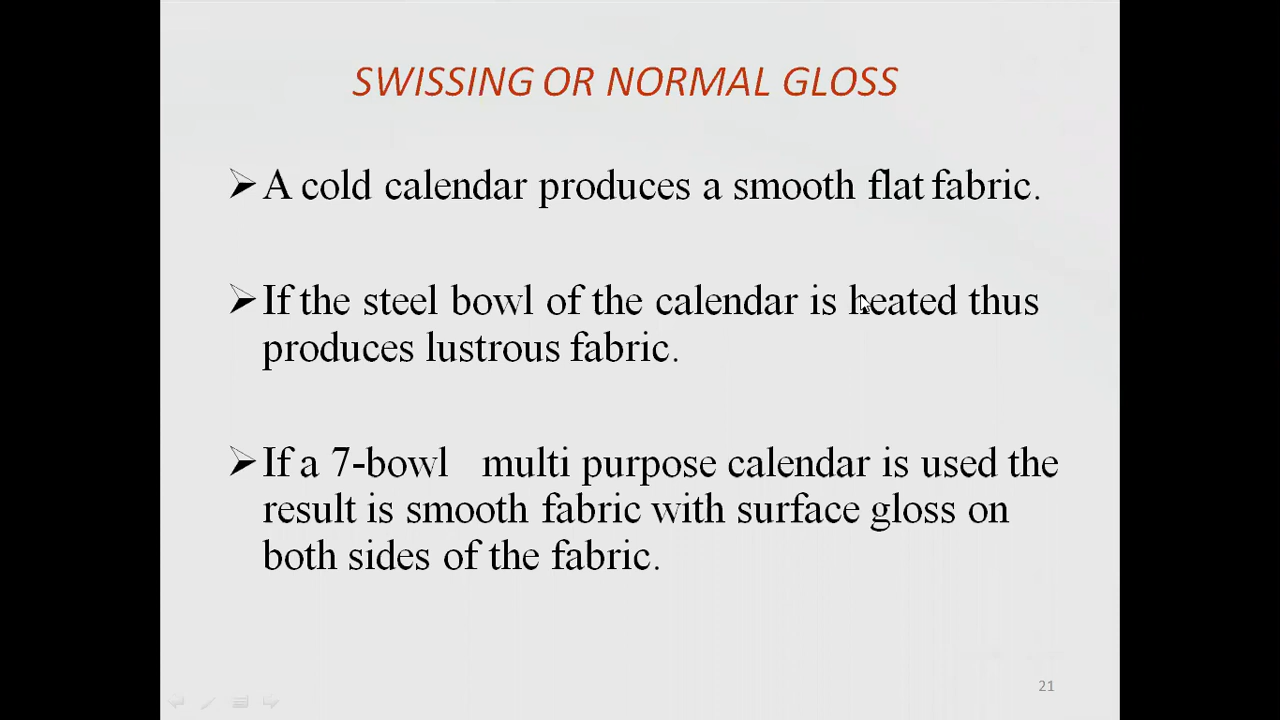 SWISSING OR NORMAL GLOSS
A cold calendar produces a smooth flat fabric.
If the steel bowl of the calendar is heated thus
produces lustrous fabric.
If a 7-bowl multi purpose calendar is used the
result is smooth fabric with surface gloss on
both sides of the fabric.
21